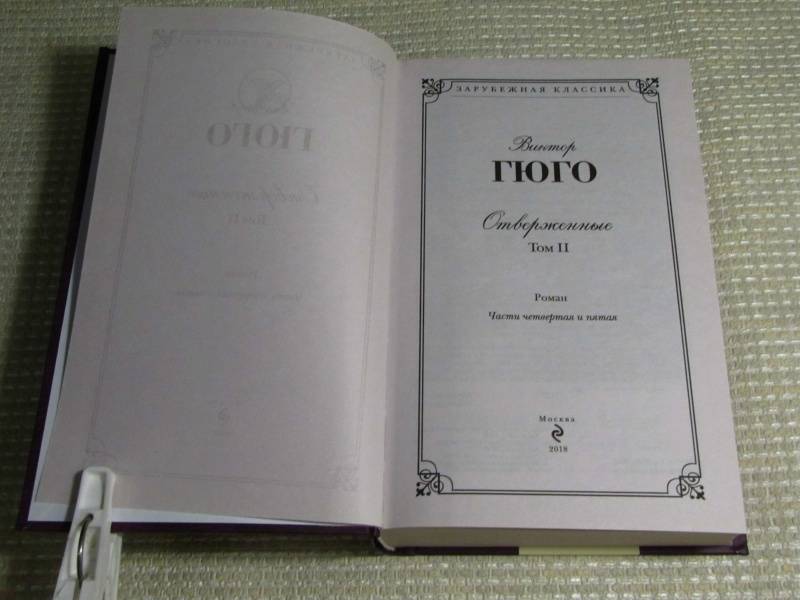 ЗАРУБЕЖНАЯ КЛАССИКА
Виктор
ГЮГО
Отверженные
Том II
Роман
Части четвертая и пятая
Москва
2018